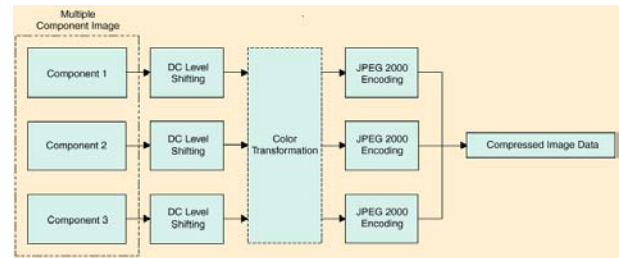 Multiple
Component Image
Component 1
DC Level
Shifting
JPEG 2000
Encoding
Component 2
DC Level
Shifting
Color
Transformation
JPEG 2000
Encoding
Compressed Image Data
Component 3
DC Level
Shifting
JPEG 2000
Encoding